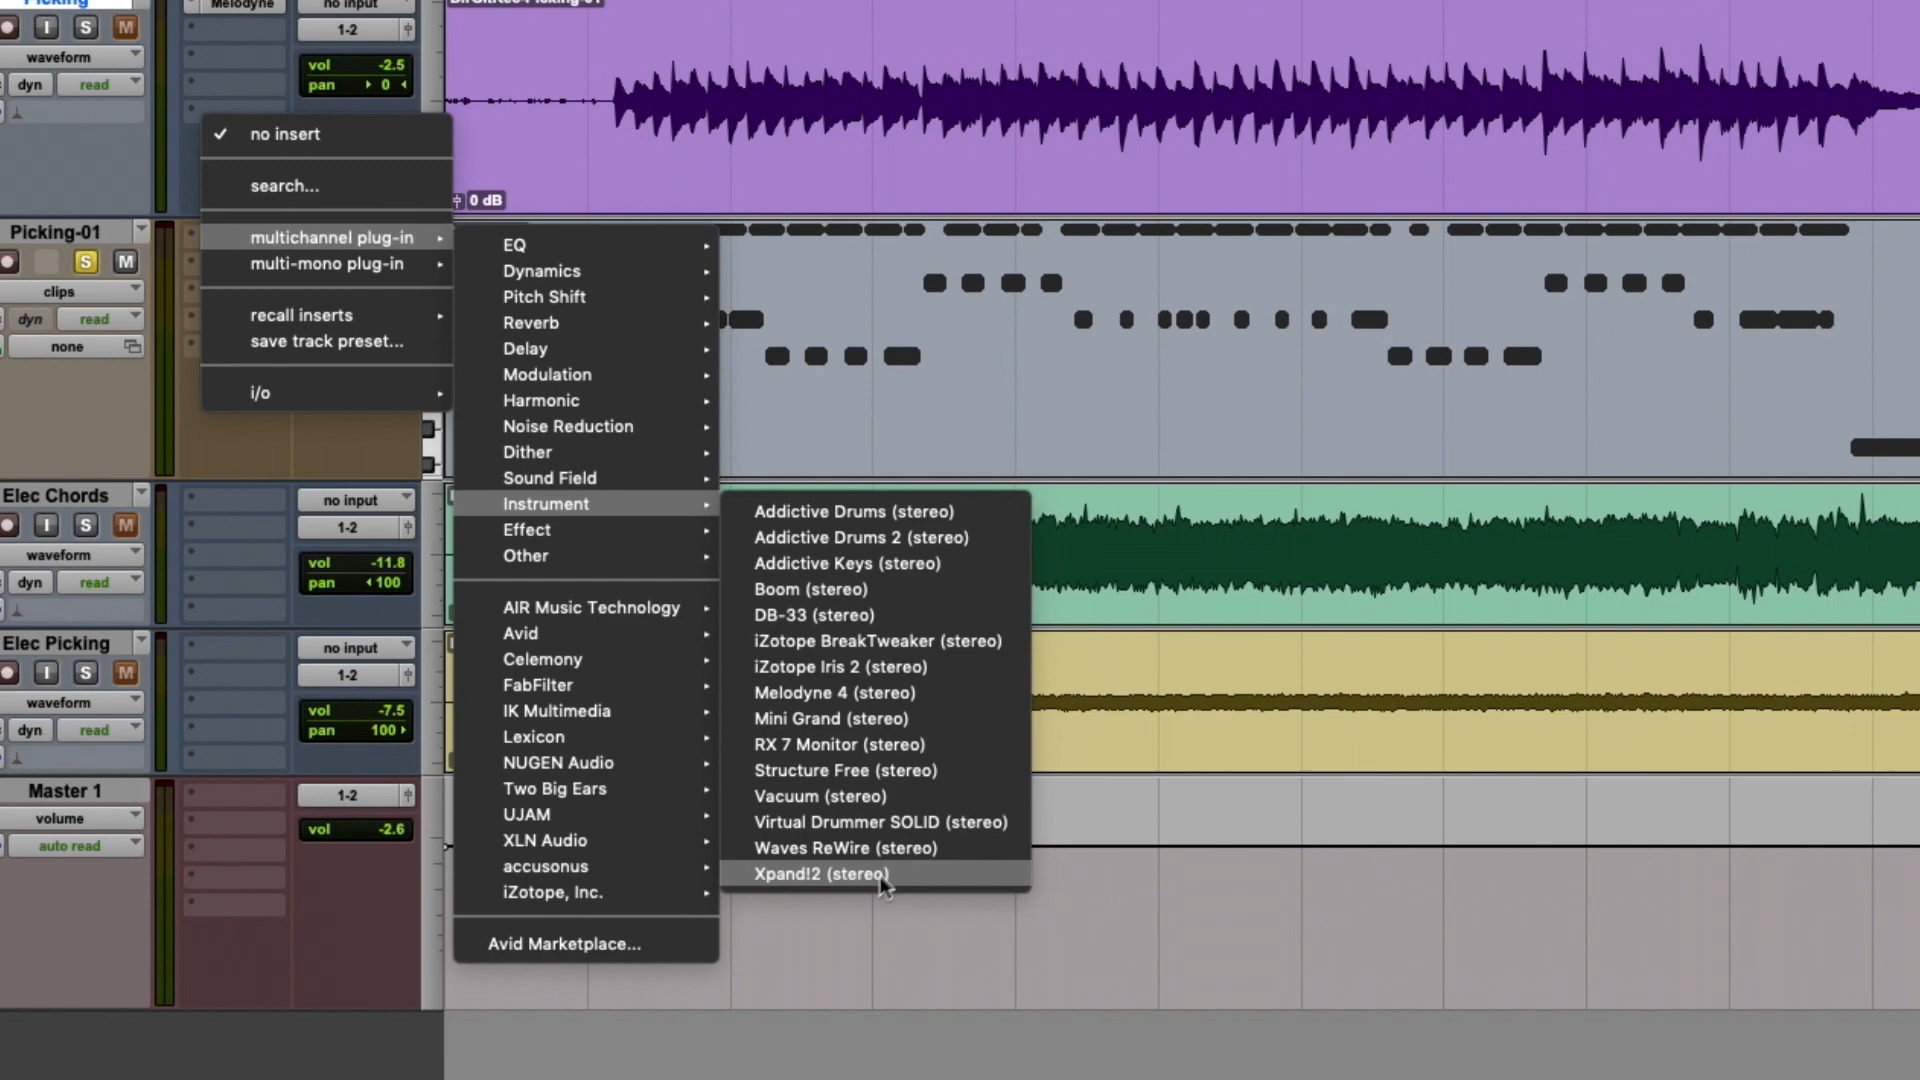 Picking
Melodyne
no input
I S M
1-2
waveform
vol -2.5
dyn read
pan 0
0 dB
no insert
search...
multichannel plug-in
multi-mono plug-in
recall inserts
save track preset...
i/o
Picking-01
S M
clips
dyn read
none
EQ
Dynamics
Pitch Shift
Reverb
Delay
Modulation
Harmonic
Noise Reduction
Dither
Sound Field
Instrument
Effect
Other
AIR Music Technology
Avid
Celemony
FabFilter
IK Multimedia
Lexicon
NUGEN Audio
Two Big Ears
UJAM
XLN Audio
accusonus
iZotope, Inc.
Avid Marketplace...
Addictive Drums (stereo)
Addictive Drums 2 (stereo)
Addictive Keys (stereo)
Boom (stereo)
DB-33 (stereo)
iZotope BreakTweaker (stereo)
iZotope Iris 2 (stereo)
Melodyne 4 (stereo)
Mini Grand (stereo)
RX 7 Monitor (stereo)
Structure Free (stereo)
Vacuum (stereo)
Virtual Drummer SOLID (stereo)
Waves ReWire (stereo)
Xpand!2 (stereo)
Elec Chords
no input
I S M
1-2
waveform
vol -11.8
dyn read
pan 100
Elec Picking
no input
I S M
1-2
waveform
vol -7.5
dyn read
pan 100
Master 1
1-2
volume
vol -2.6
auto read